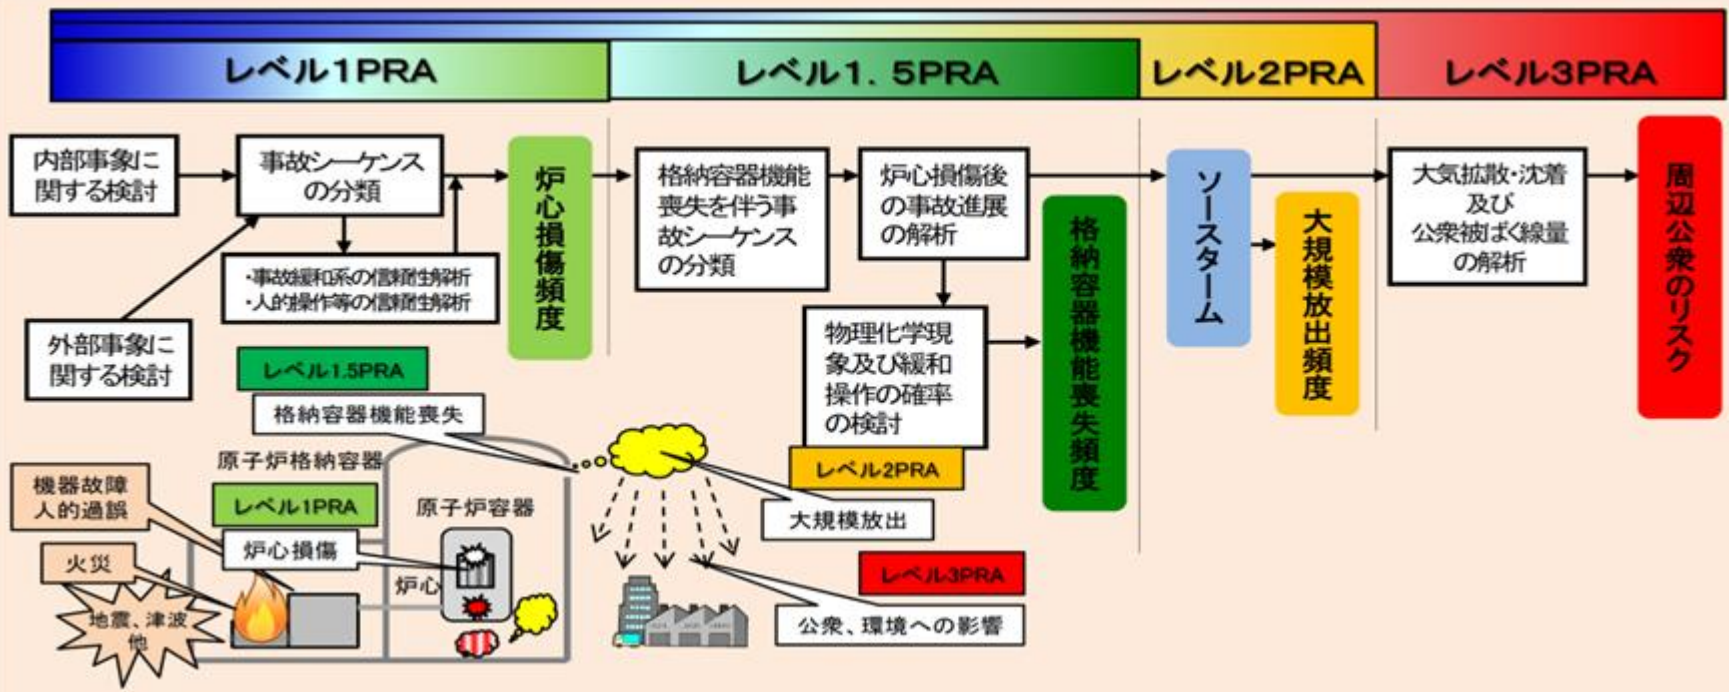 レベル1PRA
レベル1.5PRA
レベル2PRA
レベル3PRA
内部事象に
関する検討
外部事象に
関する検討
事故シーケンス
の分類
・事故緩和系の信頼性解析
・人的操作等の信頼性解析
炉心損傷頻度
格納容器機能
喪失を伴う事
故シーケンス
の分類
炉心損傷後
の事故進展
の解析
物理化学現
象及び緩和
操作の確率
の検討
格納容器機能喪失頻度
ソースターム
大規模放出頻度
大気拡散・沈着
及び
公衆被ばく線量
の解析
周辺公衆のリスク
レベル1.5PRA
格納容器機能喪失
原子炉格納容器
機器故障
人的過誤
レベル1PRA
原子炉容器
炉心損傷
火災
炉心
地震、津波
他
レベル2PRA
大規模放出
レベル3PRA
公衆、環境への影響